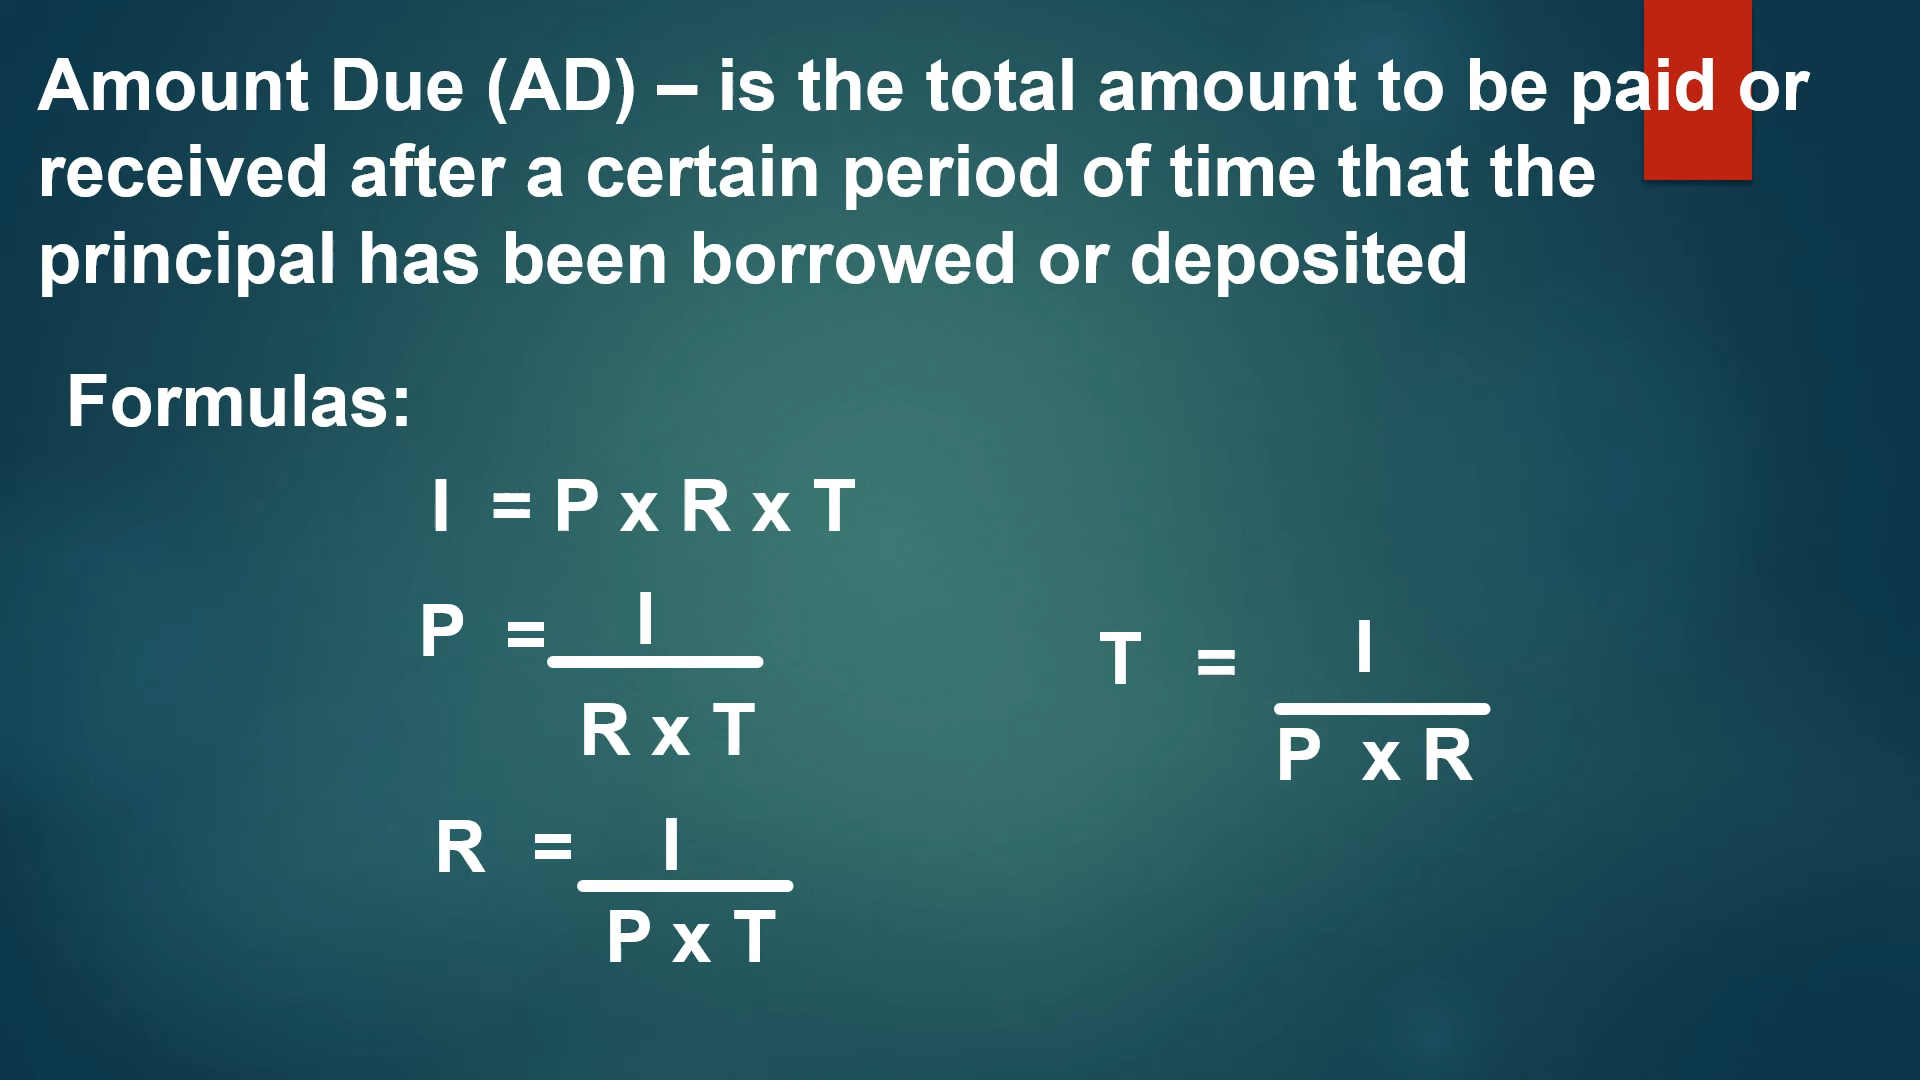 Amount Due (AD) – is the total amount to be paid or
received after a certain period of time that the
principal has been borrowed or deposited
Formulas:
I = P x R x T
P = I
R x T
R = I
P x T
T = I
P x R